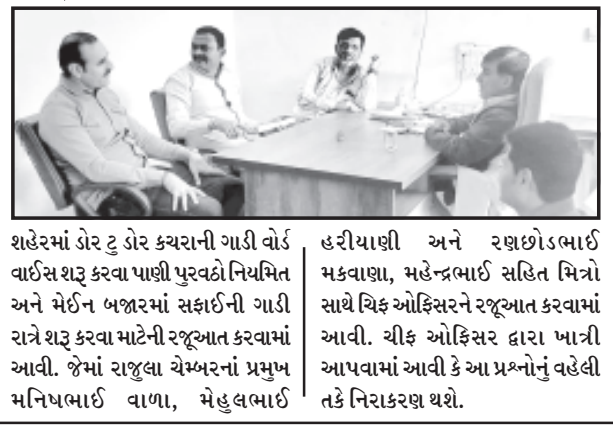 શહેરમાં ડોર ટુ ડોર કચરાની ગાડી વોર્ડ
વાઈસ શરૂ કરવા પાણી પુરવઠો નિયમિત
અને મેઈન બજારમાં સફાઈની ગાડી
રાત્રે શરૂ કરવા માટેની રજૂઆત કરવામાં
આવી. જેમાં રાજુલા ચેમ્બરનાં પ્રમુખ
મનિષભાઈ વાળા, મેહુલભાઈ
હરીયાણી અને રણછોડભાઈ
મકવાણા, મહેન્દ્રભાઈ સહિત મિત્રો
સાથે ચિફ ઓફિસરને રજૂઆત કરવામાં
આવી. ચીફ ઓફિસર દ્વારા ખાત્રી
આપવામાં આવી કે આ પ્રશ્નોનું વહેલી
તકે નિરાકરણ થશે.